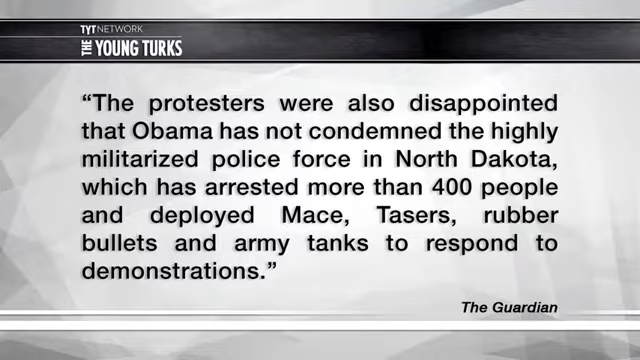 TYT NETWORK
THE YOUNG TURKS
“The protesters were also disappointed
that Obama has not condemned the highly
militarized police force in North Dakota,
which has arrested more than 400 people
and deployed Mace, Tasers, rubber
bullets and army tanks to respond to
demonstrations.”
The Guardian